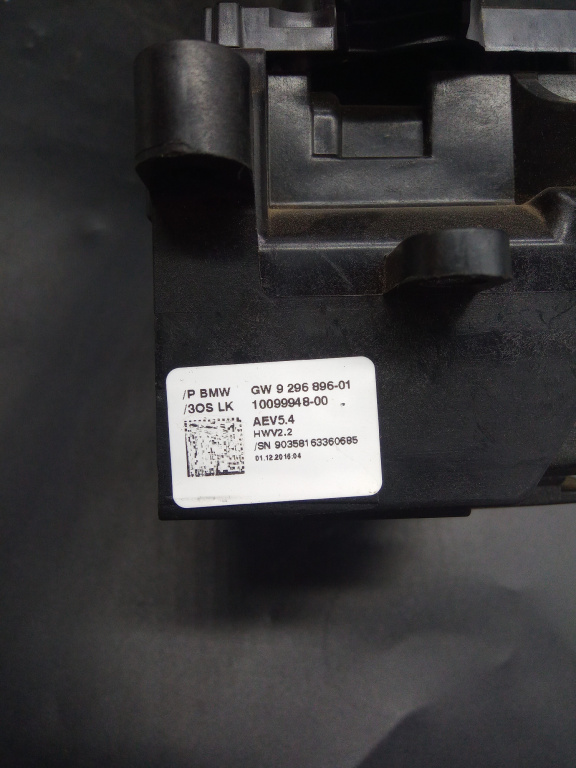 /P BMW GW 9 296 896-01
/3OS LK 10099948-00
AEV5.4
HWV2.2
/SN 90358163360685
01.12.2016:04